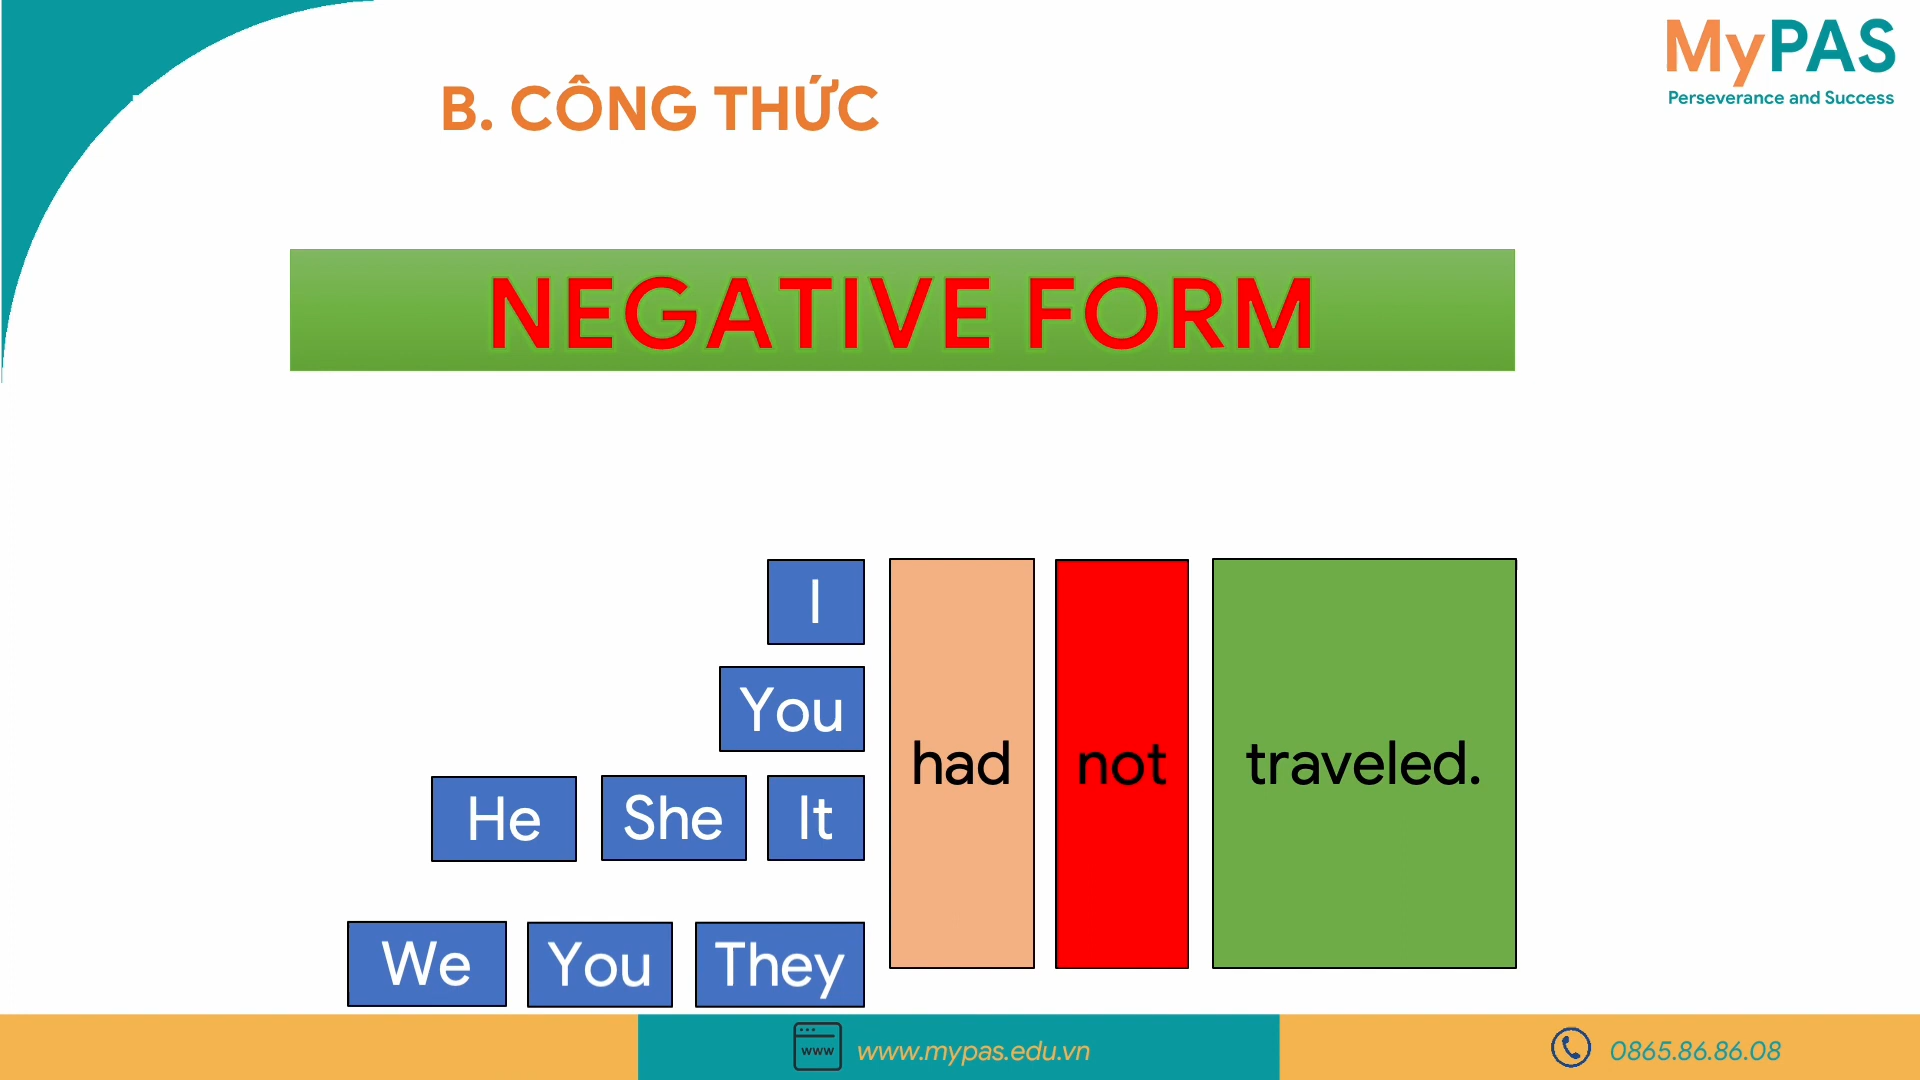 MyPAS
Perseverance and Success
B. CÔNG THỨC
NEGATIVE FORM
I
You
He She It
We You They
had not traveled.
www www.mypas.edu.vn
0865.86.86.08